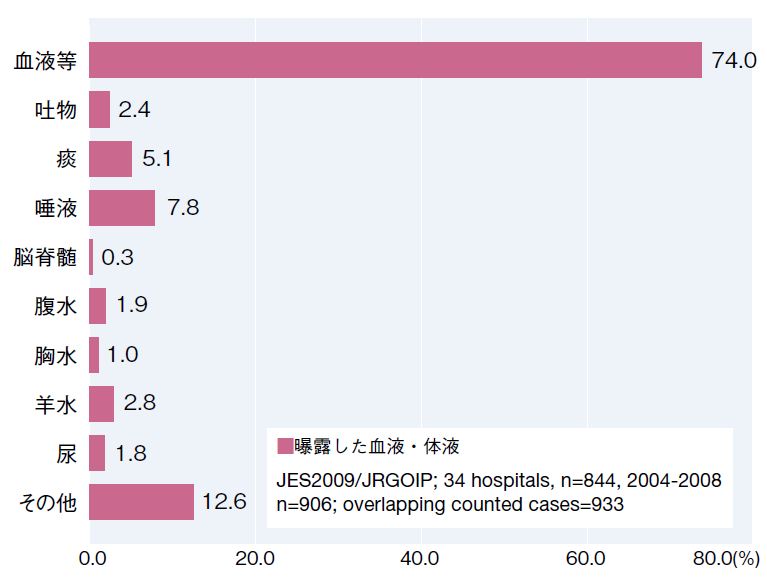 血液等 74.0
吐物 2.4
痰 5.1
唾液 7.8
脳脊髄 0.3
腹水 1.9
胸水 1.0
羊水 2.8
尿 1.8
その他 12.6
曝露した血液・体液
JES2009/JRGOIP; 34 hospitals, n=844, 2004-2008
n=906; overlapping counted cases=933
0.0 20.0 40.0 60.0 80.0(%)